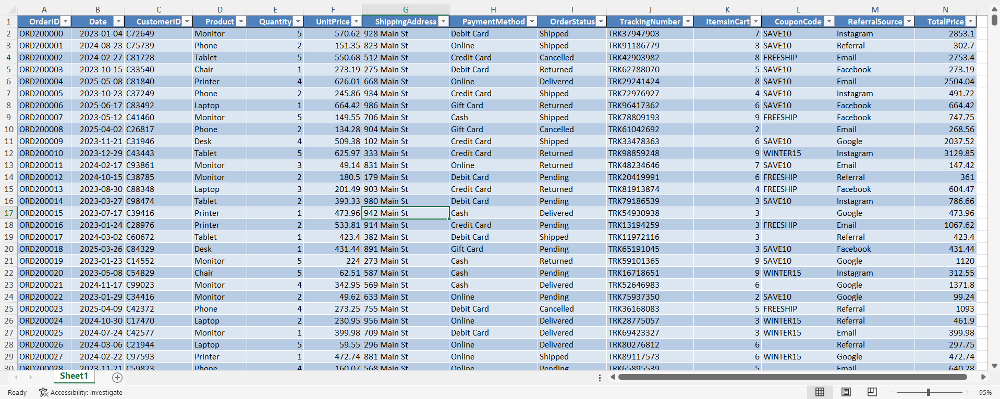 A B C D E F G H I J K L M N
1 OrderID Date CustomerID Product Quantity UnitPrice ShippingAddress PaymentMethod OrderStatus TrackingNumber ItemsInCart CouponCode ReferralSource TotalPrice
2 ORD200000 2023-01-04 C72649 Monitor 5 570.62 928 Main St Debit Card Shipped TRK37947903 7 SAVE10 Instagram 2853.1
3 ORD200001 2024-08-23 C75739 Phone 2 151.35 823 Main St Online Shipped TRK91186779 3 SAVE10 Referral 302.7
4 ORD200002 2024-02-27 C81728 Tablet 5 550.68 512 Main St Credit Card Cancelled TRK42903982 8 FREESHIP Email 2753.4
5 ORD200003 2023-10-15 C33540 Chair 1 273.19 275 Main St Debit Card Returned TRK62788070 5 SAVE10 Facebook 273.19
6 ORD200004 2025-05-08 C81840 Printer 4 626.01 668 Main St Online Delivered TRK29241424 8 SAVE10 Email 2504.04
7 ORD200005 2023-10-23 C37249 Phone 2 245.86 934 Main St Credit Card Shipped TRK72976927 4 SAVE10 Instagram 491.72
8 ORD200006 2025-06-17 C83492 Laptop 1 664.42 986 Main St Gift Card Returned TRK96417362 6 SAVE10 Facebook 664.42
9 ORD200007 2023-05-12 C41460 Monitor 5 149.55 706 Main St Cash Shipped TRK78809193 9 FREESHIP Facebook 747.75
10 ORD200008 2025-04-02 C26817 Phone 2 134.28 904 Main St Gift Card Cancelled TRK61042692 2 Email 268.56
11 ORD200009 2023-11-21 C31946 Desk 4 509.38 102 Main St Credit Card Shipped TRK33478363 6 SAVE10 Google 2037.52
12 ORD200010 2023-12-29 C43443 Tablet 5 625.97 333 Main St Credit Card Returned TRK98859248 9 WINTER15 Instagram 3129.85
13 ORD200011 2024-02-17 C93861 Monitor 3 49.14 831 Main St Online Returned TRK48234646 7 SAVE10 Email 147.42
14 ORD200012 2024-10-15 C38785 Monitor 2 180.5 179 Main St Debit Card Pending TRK20419991 6 FREESHIP Referral 361
15 ORD200013 2023-08-30 C88348 Laptop 3 201.49 903 Main St Credit Card Returned TRK81913874 4 FREESHIP Facebook 604.47
16 ORD200014 2023-03-27 C98474 Tablet 2 393.33 980 Main St Debit Card Pending TRK79186539 3 SAVE10 Instagram 786.66
17 ORD200015 2023-07-17 C39416 Printer 1 473.96 942 Main St Cash Delivered TRK54930938 3 Google 473.96
18 ORD200016 2023-01-24 C28976 Printer 2 533.81 914 Main St Credit Card Pending TRK13194259 3 FREESHIP Email 1067.62
19 ORD200017 2024-03-02 C60672 Tablet 1 423.4 382 Main St Debit Card Shipped TRK11972116 3 Referral 423.4
20 ORD200018 2025-03-26 C84329 Desk 1 431.44 891 Main St Gift Card Pending TRK65191045 3 SAVE10 Facebook 431.44
21 ORD200019 2023-01-23 C14552 Monitor 5 224 273 Main St Cash Returned TRK59101365 9 SAVE10 Google 1120
22 ORD200020 2023-05-08 C54829 Chair 5 62.51 587 Main St Cash Pending TRK16718651 9 WINTER15 Instagram 312.55
23 ORD200021 2024-11-17 C99023 Monitor 4 342.95 569 Main St Cash Delivered TRK52646983 6 Google 1371.8
24 ORD200022 2023-01-29 C34416 Monitor 2 49.62 633 Main St Online Pending TRK75937350 2 SAVE10 Google 99.24
25 ORD200023 2025-04-09 C42372 Phone 4 273.25 755 Main St Debit Card Cancelled TRK36168083 5 FREESHIP Referral 1093
26 ORD200024 2024-10-30 C17470 Laptop 2 230.95 956 Main St Online Delivered TRK28775057 3 WINTER15 Referral 461.9
27 ORD200025 2024-07-24 C42577 Monitor 1 399.98 709 Main St Debit Card Delivered TRK69423327 3 WINTER15 Email 399.98
28 ORD200026 2024-03-06 C21944 Laptop 5 59.55 296 Main St Online Delivered TRK80276812 6 Referral 297.75
29 ORD200027 2024-02-22 C97593 Printer 1 472.74 881 Main St Online Shipped TRK89117573 6 WINTER15 Google 472.74
30 ORD200028 2023-11-21 C59823 Phone 4 160.07 568 Main St Online Pending TRK65895539 5 Email 640.28
Sheet1
Ready Accessibility: Investigate 95%